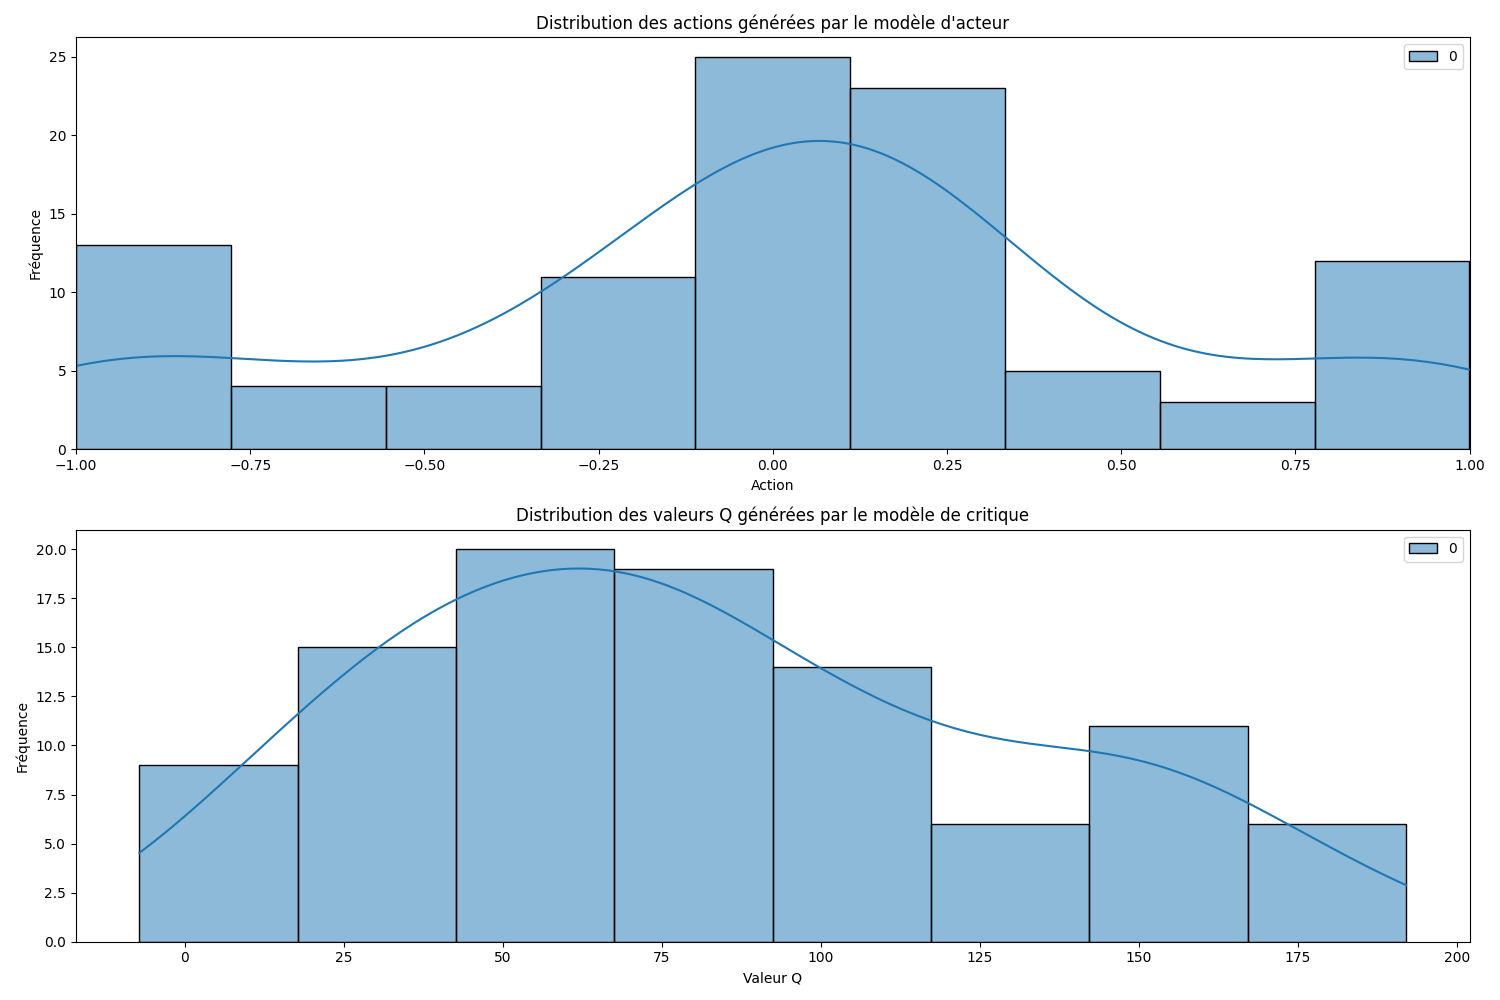 Distribution des actions générées par le modèle d'acteur
0
Fréquence
25
20
15
10
5
0
−1.00 −0.75 −0.50 −0.25 0.00 0.25 0.50 0.75 1.00
Action
Distribution des valeurs Q générées par le modèle de critique
0
Fréquence
20.0
17.5
15.0
12.5
10.0
7.5
5.0
2.5
0.0
0 25 50 75 100 125 150 175 200
Valeur Q